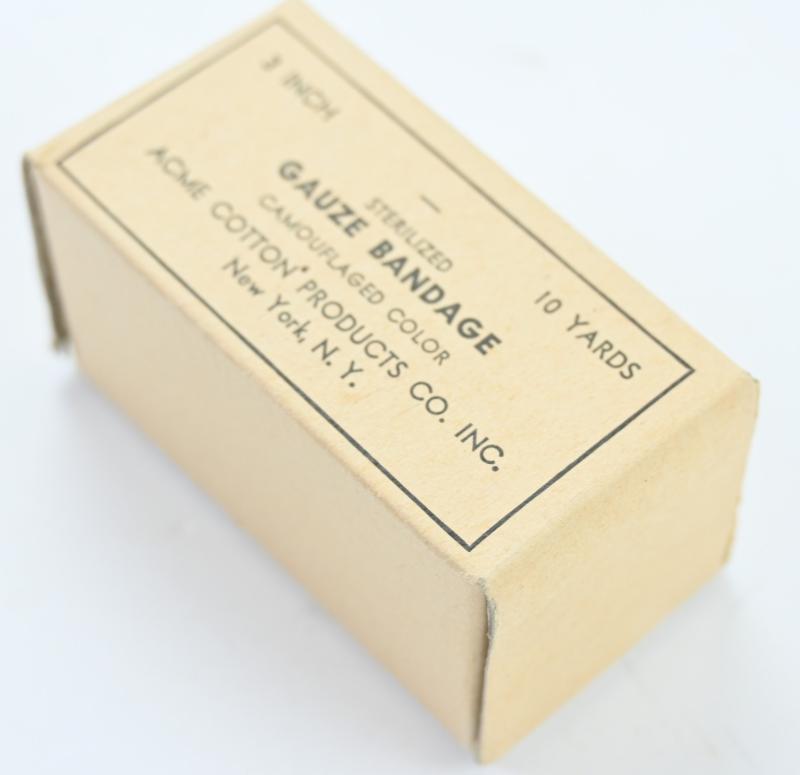 3 INCH
10 YARDS
STERILIZED
GAUZE BANDAGE
CAMOUFLAGED COLOR
ACME COTTON PRODUCTS CO. INC.
New York, N. Y.